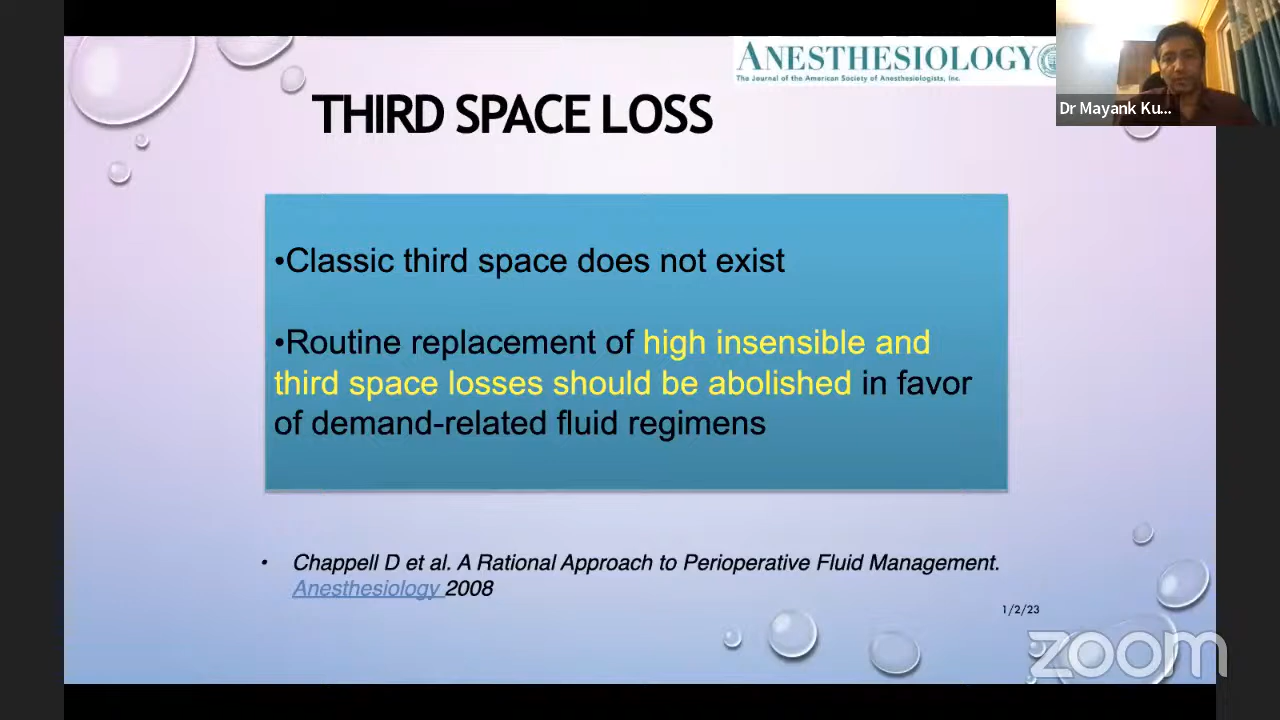 ANESTHESIOLOGY
The Journal of the American Society of Anesthesiologists, Inc.
Dr Mayank Ku...
THIRD SPACE LOSS
•Classic third space does not exist
•Routine replacement of high insensible and
third space losses should be abolished in favor
of demand-related fluid regimens
• Chappell D et al. A Rational Approach to Perioperative Fluid Management.
Anesthesiology 2008
1/2/23
zoom